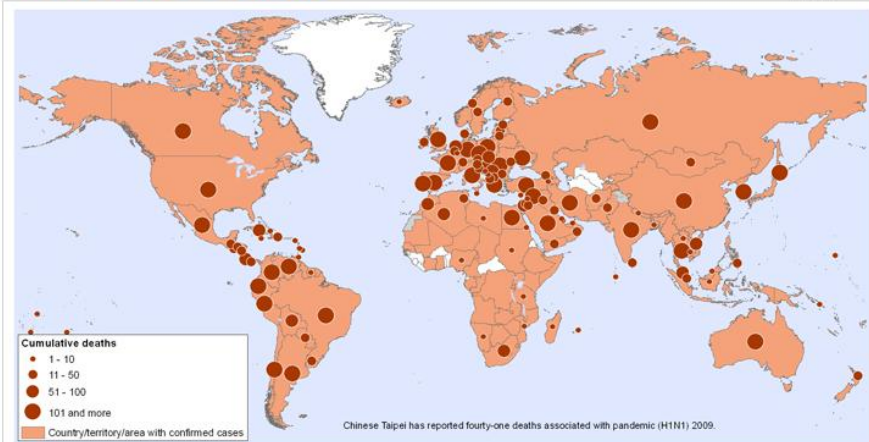 Cumulative deaths
1 - 10
11 - 50
51 - 100
101 and more
Country/territory/area with confirmed cases
Chinese Taipei has reported fourty-one deaths associated with pandemic (H1N1) 2009.